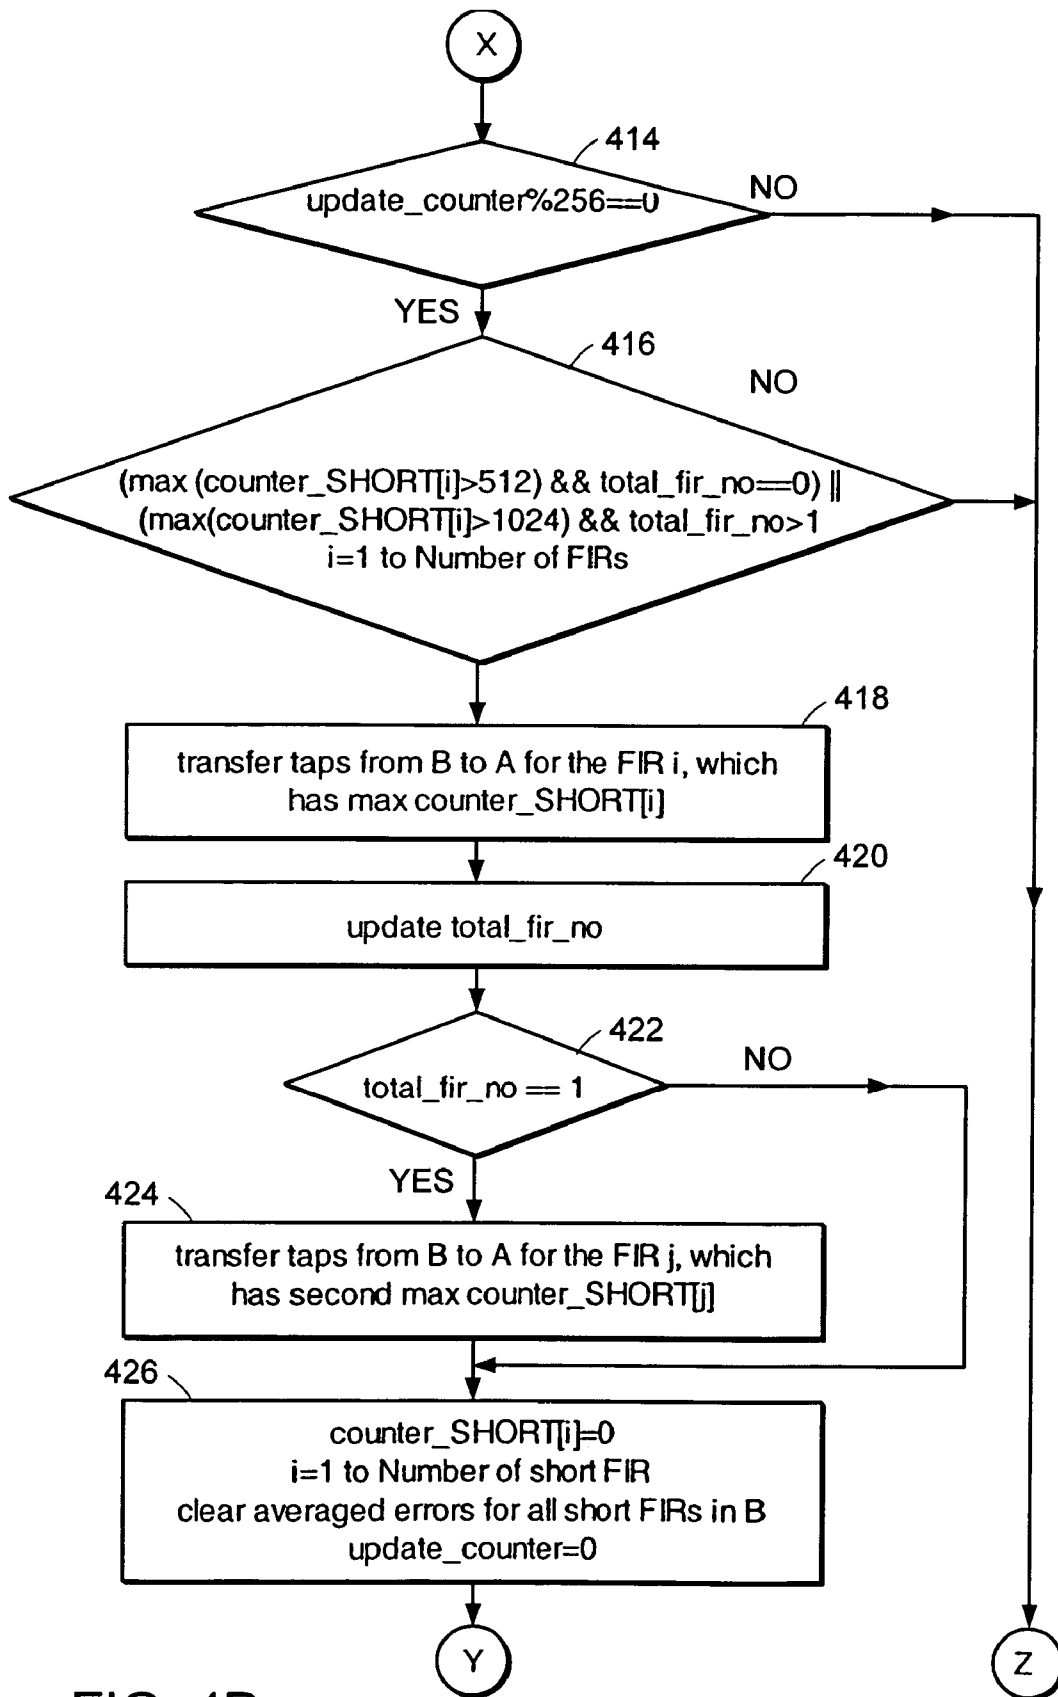 X
414
update_counter%256==0
NO
YES
416
NO
(max (counter_SHORT[i]>512) && total_fir_no==0) ||
(max(counter_SHORT[i]>1024) && total_fir_no>1
i=1 to Number of FIRs
418
transfer taps from B to A for the FIR i, which
has max counter_SHORT[i]
420
update total_fir_no
422
total_fir_no == 1
NO
YES
424
transfer taps from B to A for the FIR j, which
has second max counter_SHORT[j]
426
counter_SHORT[i]=0
i=1 to Number of short FIR
clear averaged errors for all short FIRs in B
update_counter=0
Y
Z